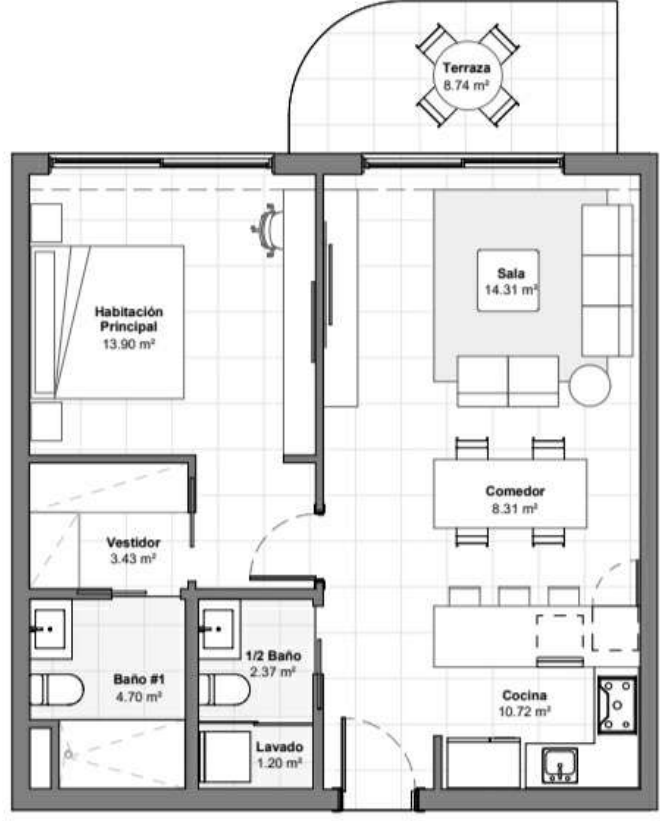 Terraza
8.74 m²
Sala
14.31 m²
Habitación
Principal
13.90 m²
Comedor
8.31 m²
Vestidor
3.43 m²
1/2 Baño
2.37 m²
Baño #1
4.70 m²
Cocina
10.72 m²
Lavado
1.20 m²